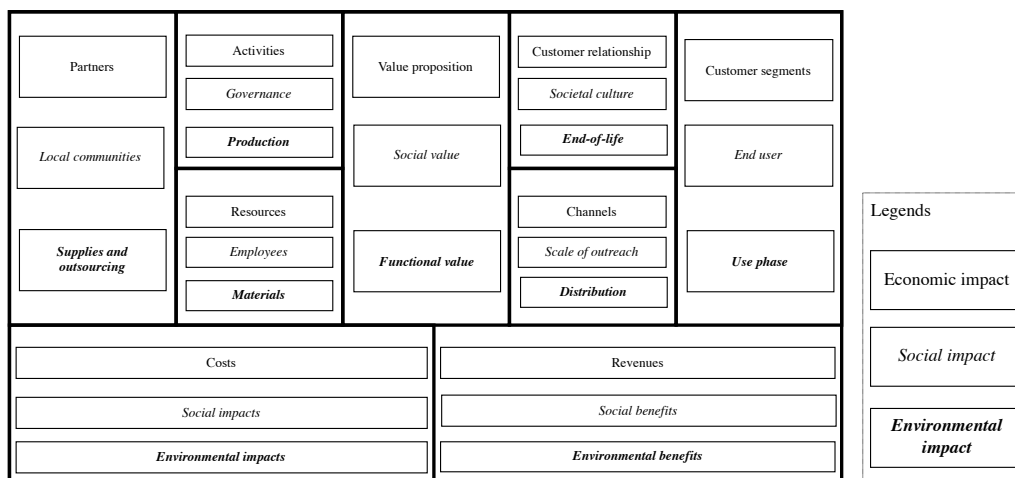 Partners
Local communities
Supplies and
outsourcing
Activities
Governance
Production
Resources
Employees
Materials
Value proposition
Social value
Functional value
Customer relationship
Societal culture
End-of-life
Channels
Scale of outreach
Distribution
Customer segments
End user
Use phase
Costs
Social impacts
Environmental impacts
Revenues
Social benefits
Environmental benefits
Legends
Economic impact
Social impact
Environmental
impact